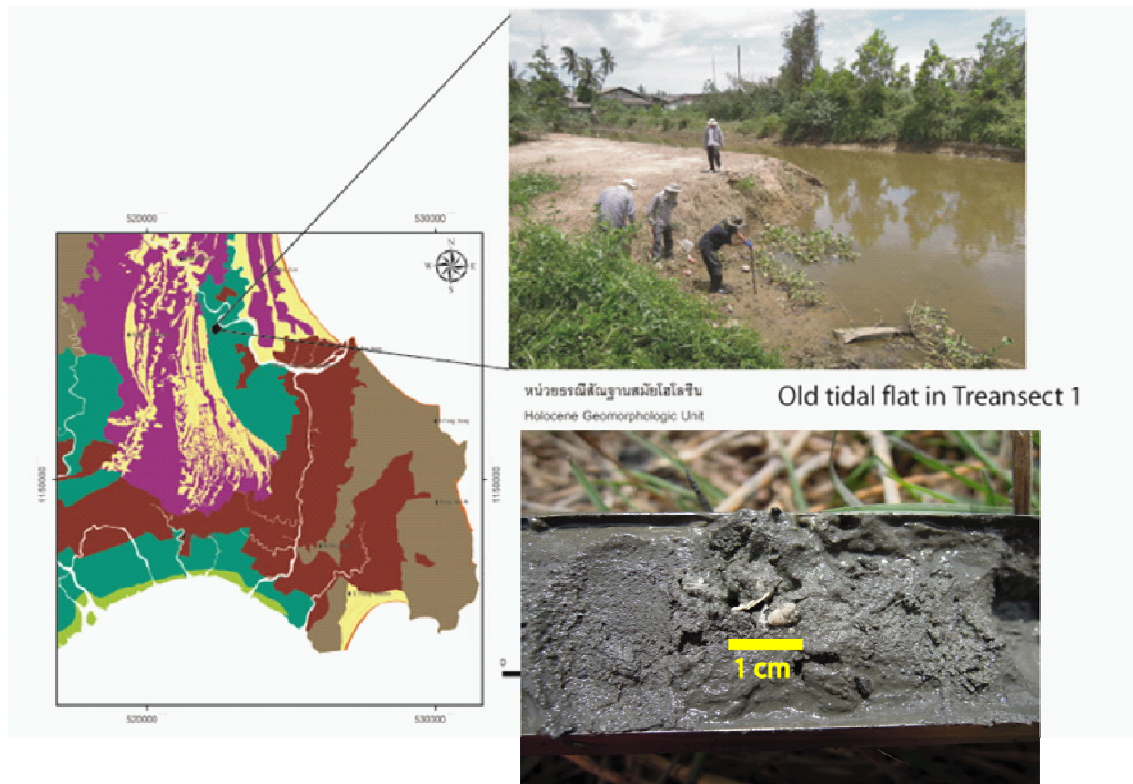 520000
530000
N
W
E
S
1150000
1150000
520000
530000
หน่วยธรณีสัณฐานสมัยโฮโลซีน
Holocene Geomorphologic Unit
Old tidal flat in Treansect 1
0
1 cm